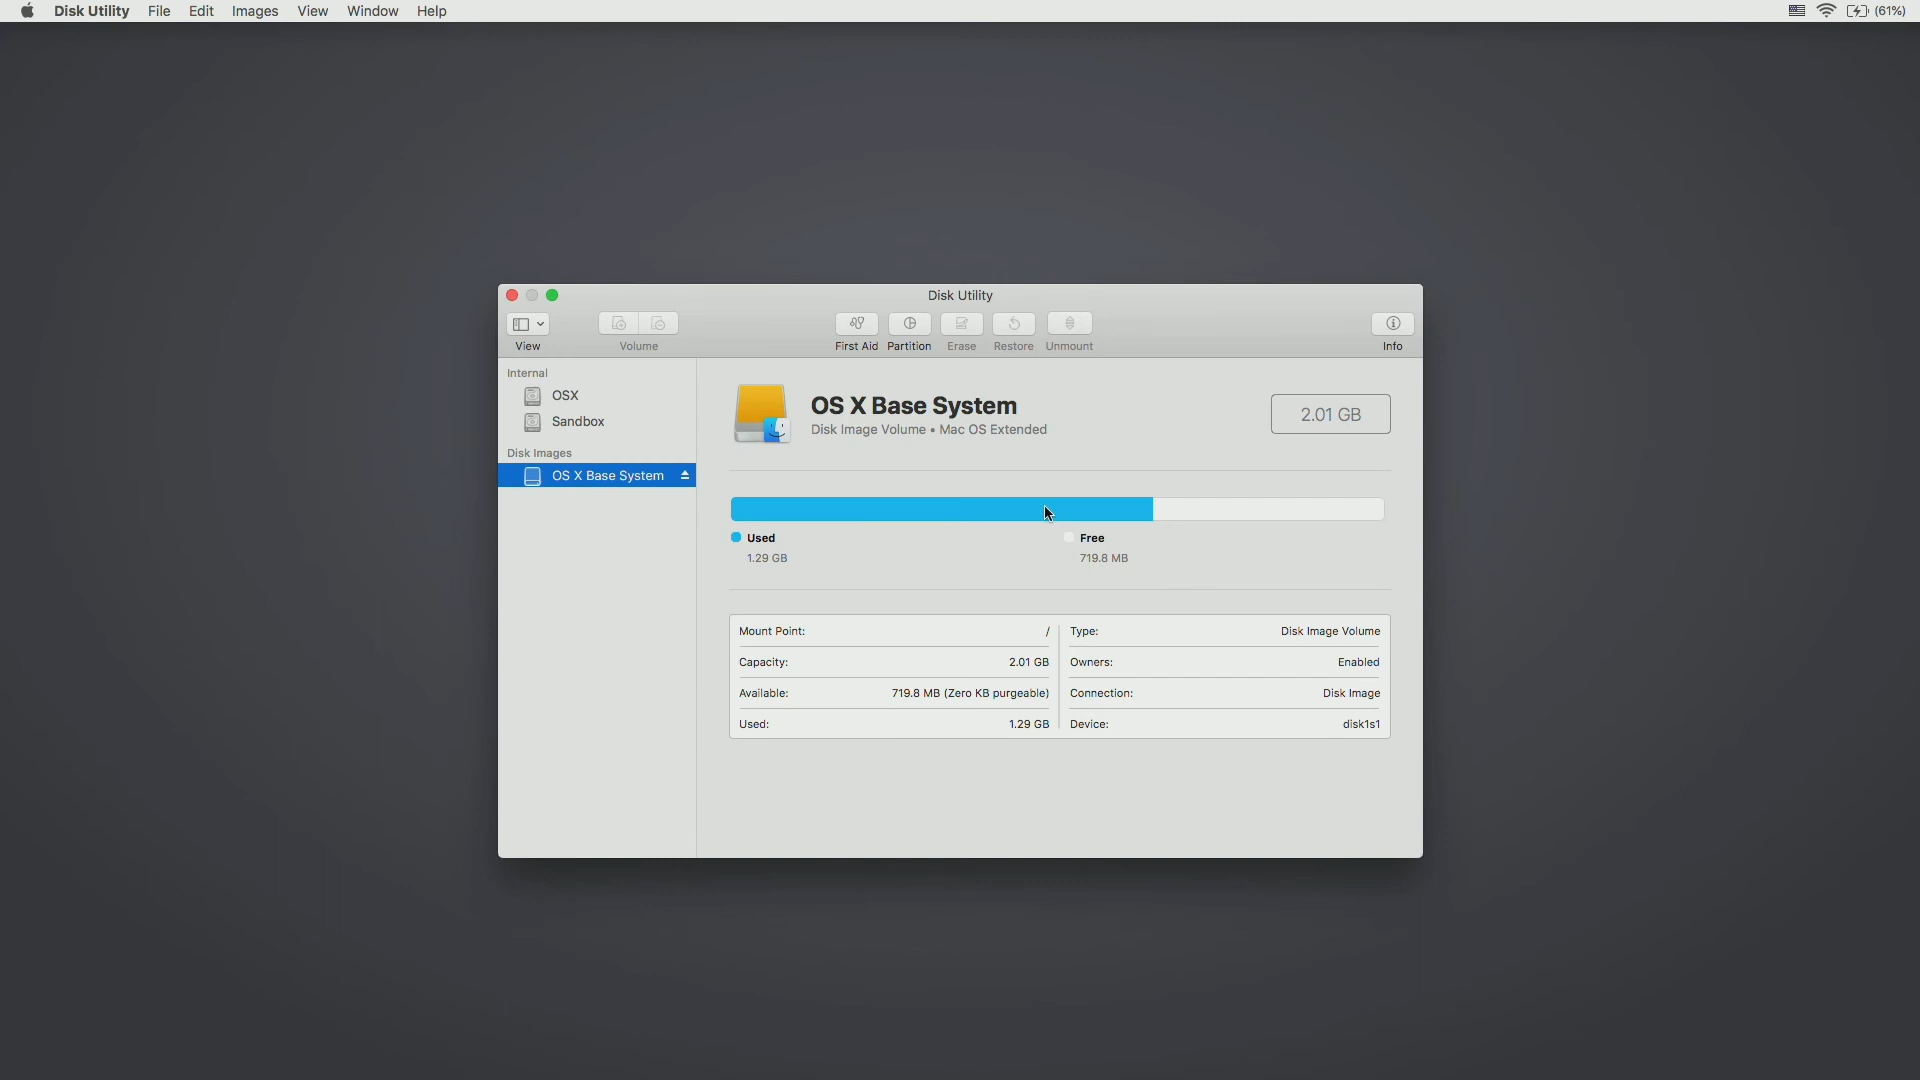 Disk Utility File Edit Images View Window Help (61%)
Disk Utility
View Volume First Aid Partition Erase Restore Unmount Info
Internal
OSX
Sandbox
Disk Images
OS X Base System
OS X Base System
Disk Image Volume • Mac OS Extended
2.01 GB
Used
1.29 GB
Free
719.8 MB
Mount Point: /
Capacity: 2.01 GB
Available: 719.8 MB (Zero KB purgeable)
Used: 1.29 GB
Type: Disk Image Volume
Owners: Enabled
Connection: Disk Image
Device: disk1s1